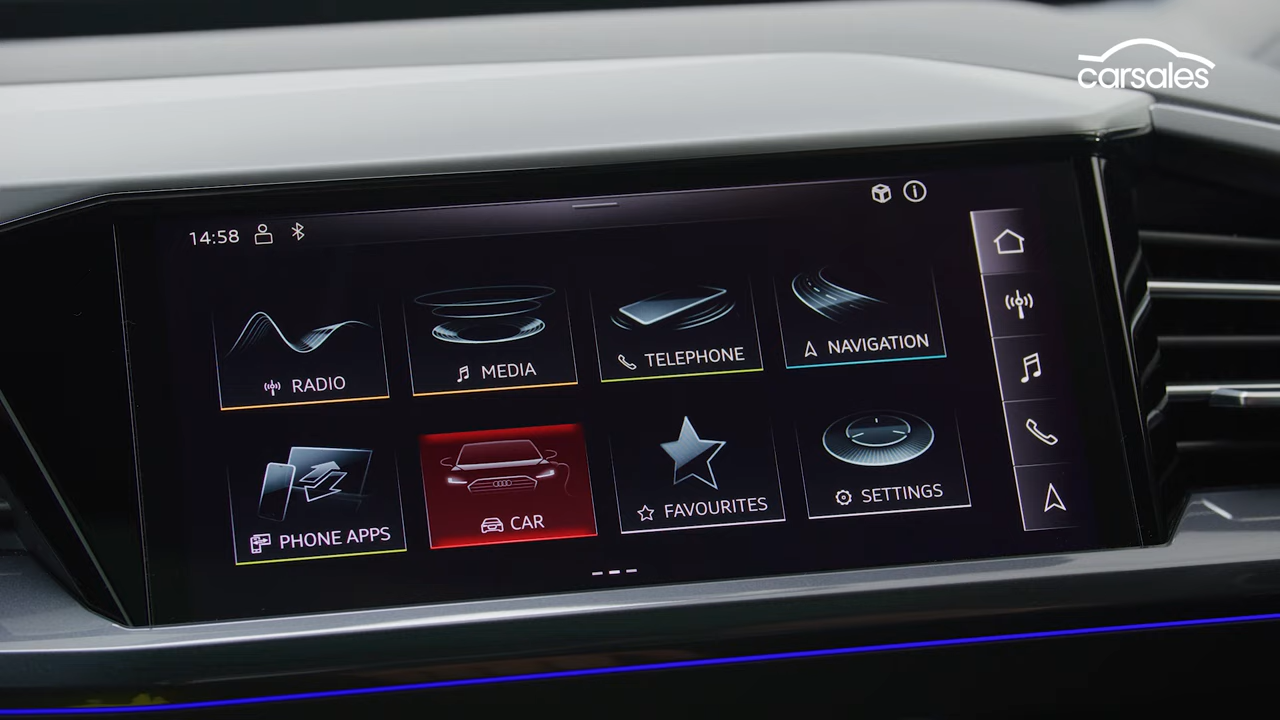 carsales
14:58
RADIO
MEDIA
TELEPHONE
NAVIGATION
PHONE APPS
CAR
FAVOURITES
SETTINGS